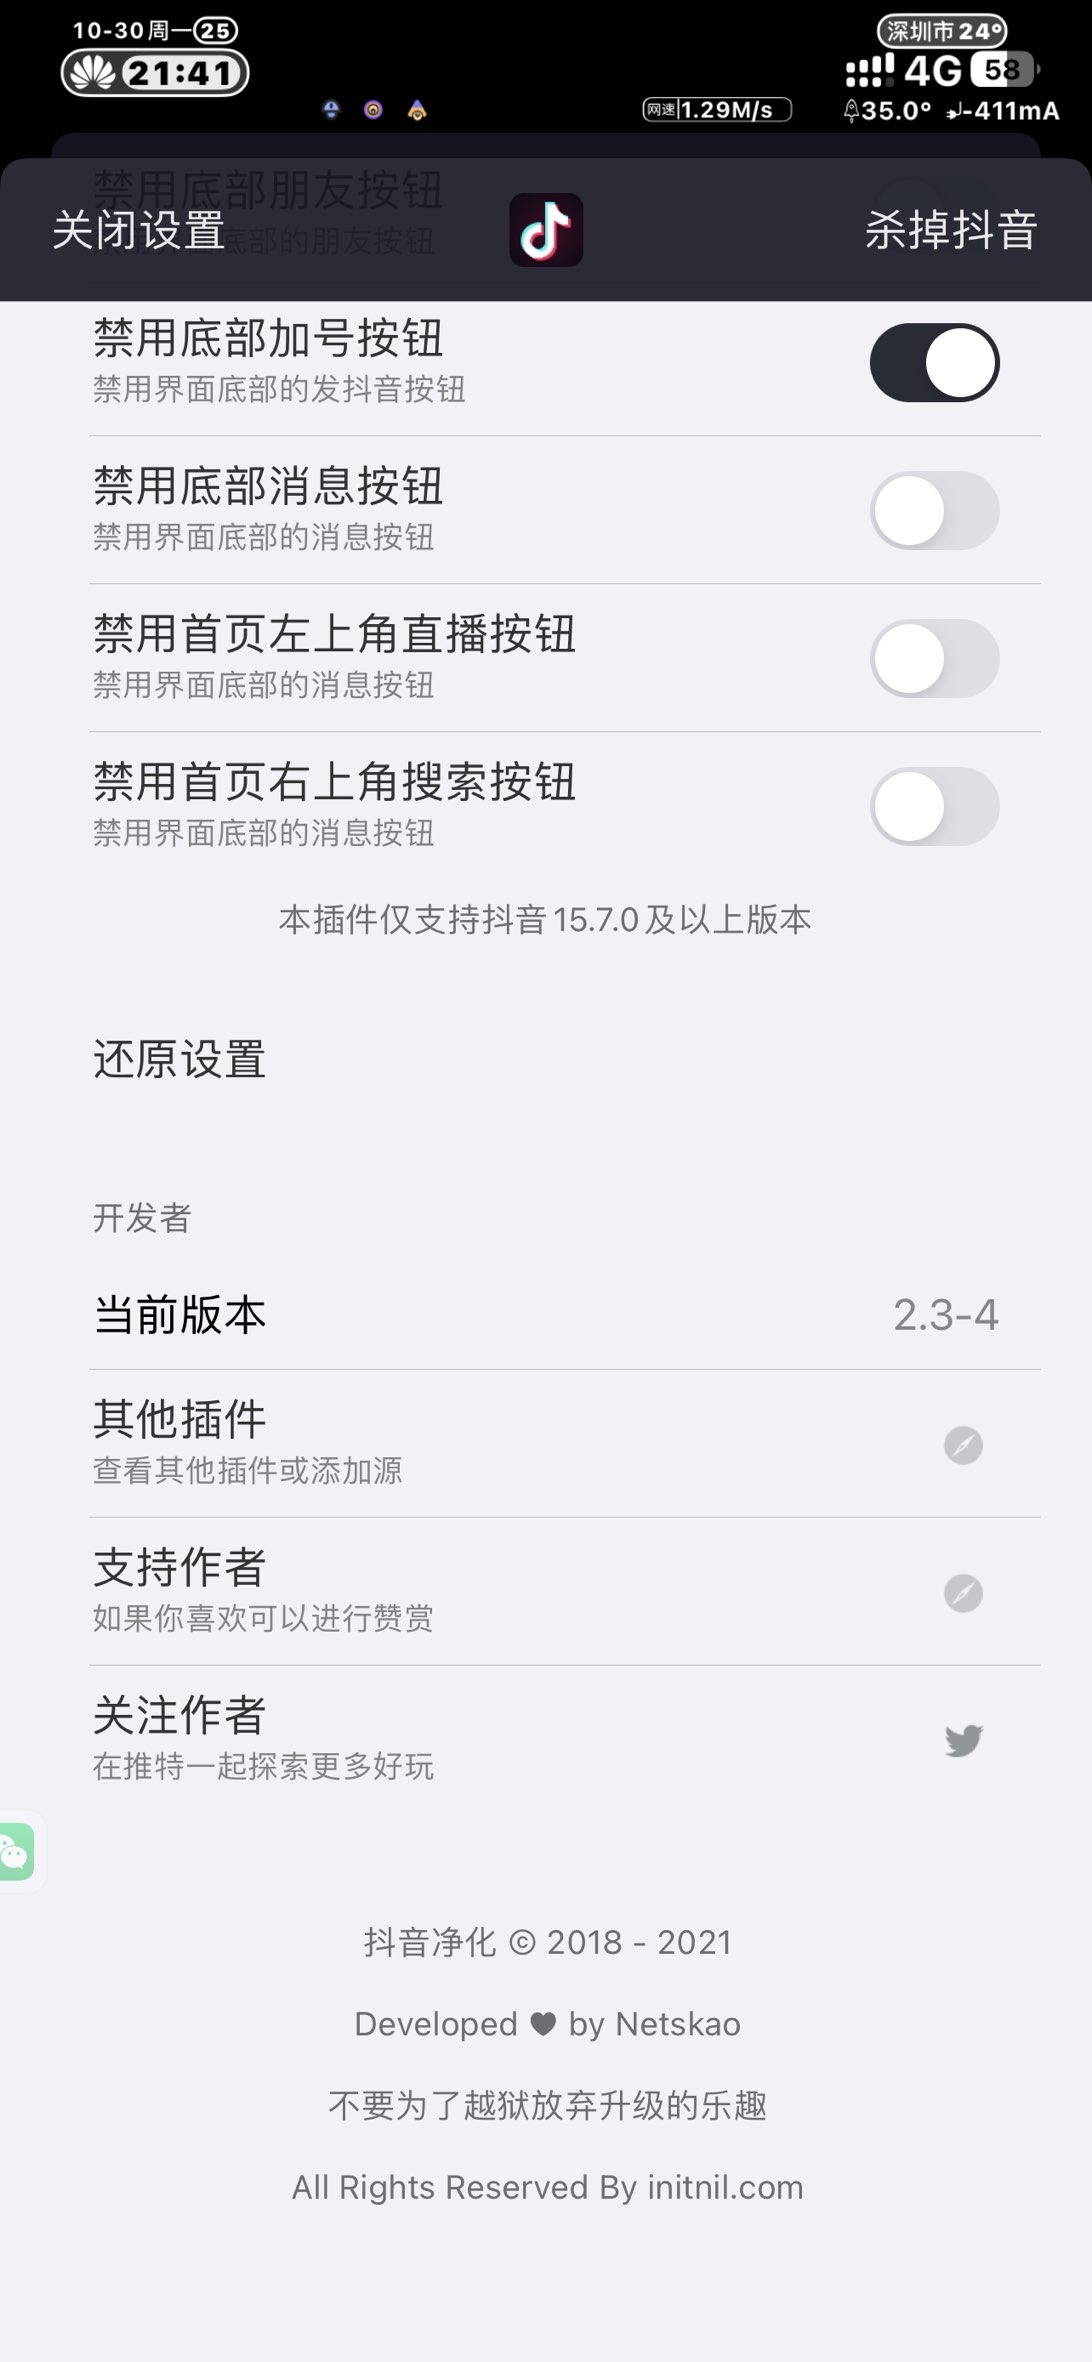 10-30周一25
深圳市24°
21:41
4G 58
网速 1.29M/s
35.0° -411mA
禁用底部朋友按钮
禁用界面底部的朋友按钮
关闭设置
杀掉抖音
禁用底部加号按钮
禁用界面底部的发抖音按钮
禁用底部消息按钮
禁用界面底部的消息按钮
禁用首页左上角直播按钮
禁用界面底部的消息按钮
禁用首页右上角搜索按钮
禁用界面底部的消息按钮
本插件仅支持抖音15.7.0及以上版本
还原设置
开发者
当前版本 2.3-4
其他插件
查看其他插件或添加源
支持作者
如果你喜欢可以进行赞赏
关注作者
在推特一起探索更多好玩
抖音净化 © 2018 - 2021
Developed ♥ by Netskao
不要为了越狱放弃升级的乐趣
All Rights Reserved By initnil.com